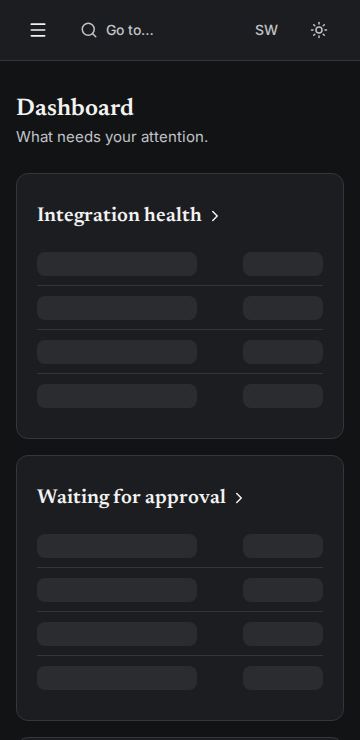 Go to...
SW
Dashboard
What needs your attention.
Integration health
Waiting for approval